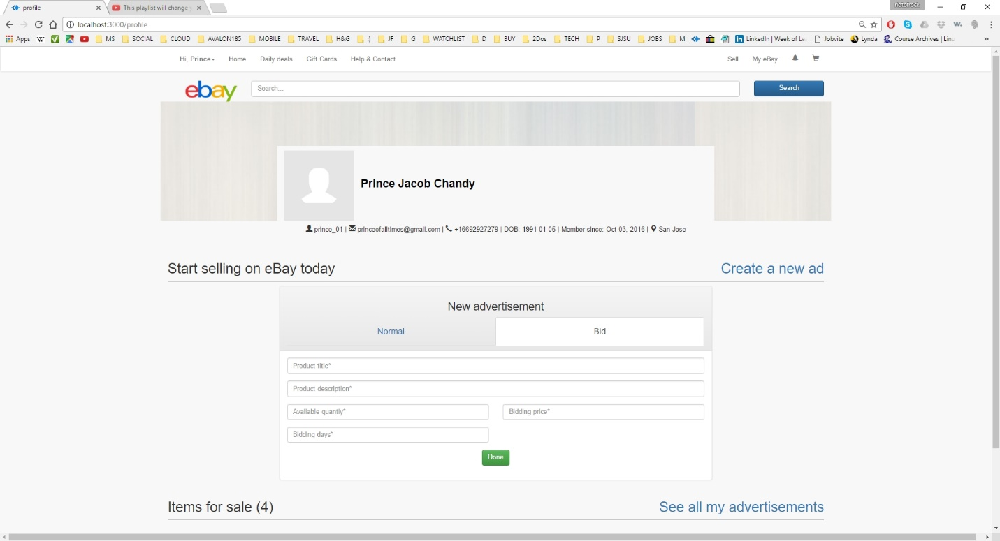 profile
This playlist will change y
notofrock
localhost:3000/profile
Apps W MS SOCIAL CLOUD AVALON185 MOBILE TRAVEL H&G :) JF G WATCHLIST D BUY 2Dos TECH P SJSU JOBS M LinkedIn | Week of Le Jobvite Lynda Course Archives | Linu »
Hi, Prince Home Daily deals Gift Cards Help & Contact Sell My eBay
ebay Search... Search
Prince Jacob Chandy
prince_01 | princeofalltimes@gmail.com | +16692927279 | DOB: 1991-01-05 | Member since: Oct 03, 2016 | San Jose
Start selling on eBay today Create a new ad
New advertisement
Normal Bid
Product title*
Product description*
Available quantiy* Bidding price*
Bidding days*
Done
Items for sale (4) See all my advertisements